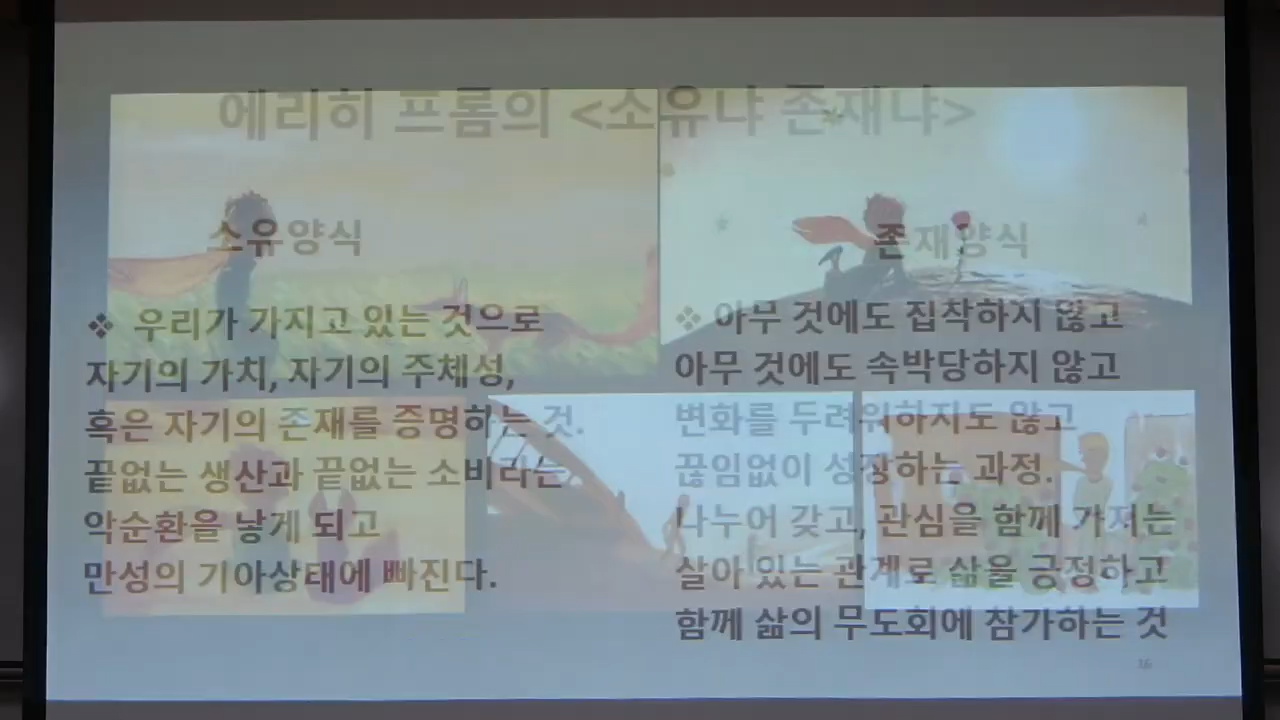 에리히 프롬의 <소유냐 존재냐>
소유양식
❖ 우리가 가지고 있는 것으로
자기의 가치, 자기의 주체성,
혹은 자기의 존재를 증명하는 것.
끝없는 생산과 끝없는 소비라는
악순환을 낳게 되고
만성의 기아상태에 빠진다.
존재양식
❖ 아무 것에도 집착하지 않고
아무 것에도 속박당하지 않고
변화를 두려워하지도 않고
끊임없이 성장하는 과정.
나누어 갖고, 관심을 함께 가져는
살아 있는 관계로 삶을 긍정하고
함께 삶의 무도회에 참가하는 것
16